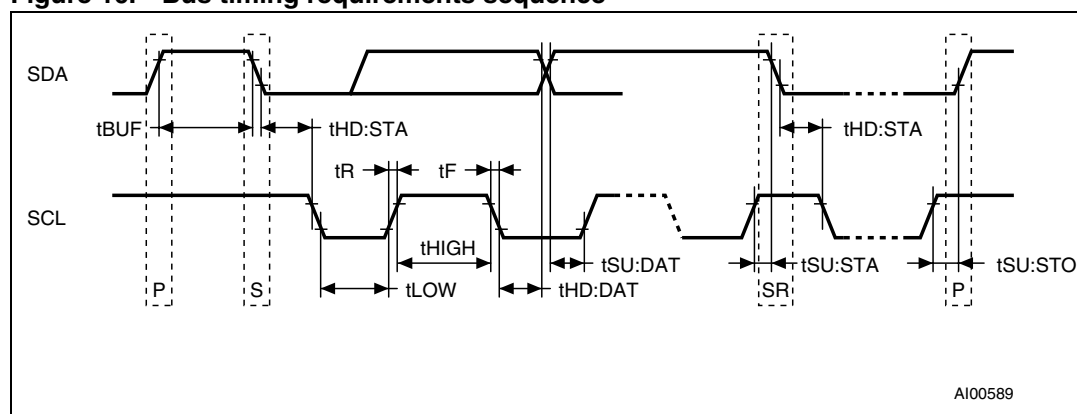 Figure 10. Bus timing requirements sequence
SDA
tBUF
tHD:STA
tHD:STA
tR
tF
SCL
tHIGH
tSU:DAT
tSU:STA
tSU:STO
tLOW
tHD:DAT
P
S
SR
P
AI00589